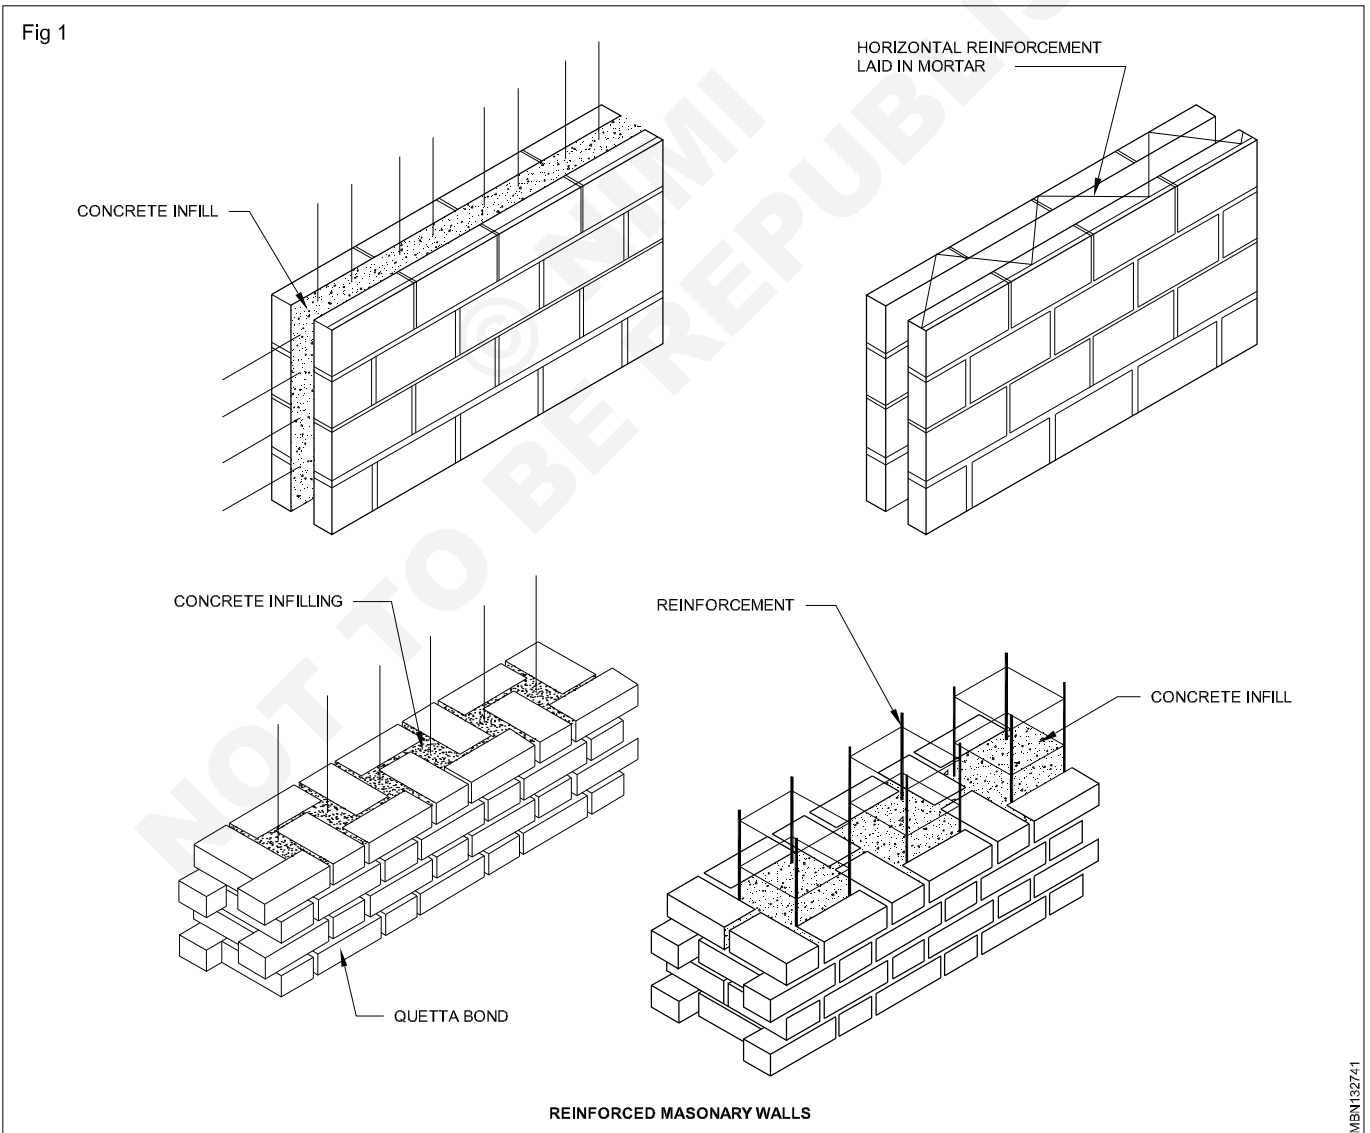 Fig 1
HORIZONTAL REINFORCEMENT
LAID IN MORTAR
CONCRETE INFILL
CONCRETE INFILLING
REINFORCEMENT
CONCRETE INFILL
QUETTA BOND
REINFORCED MASONARY WALLS
MBN132741
© NIMI
NOT TO BE REPUBLIS